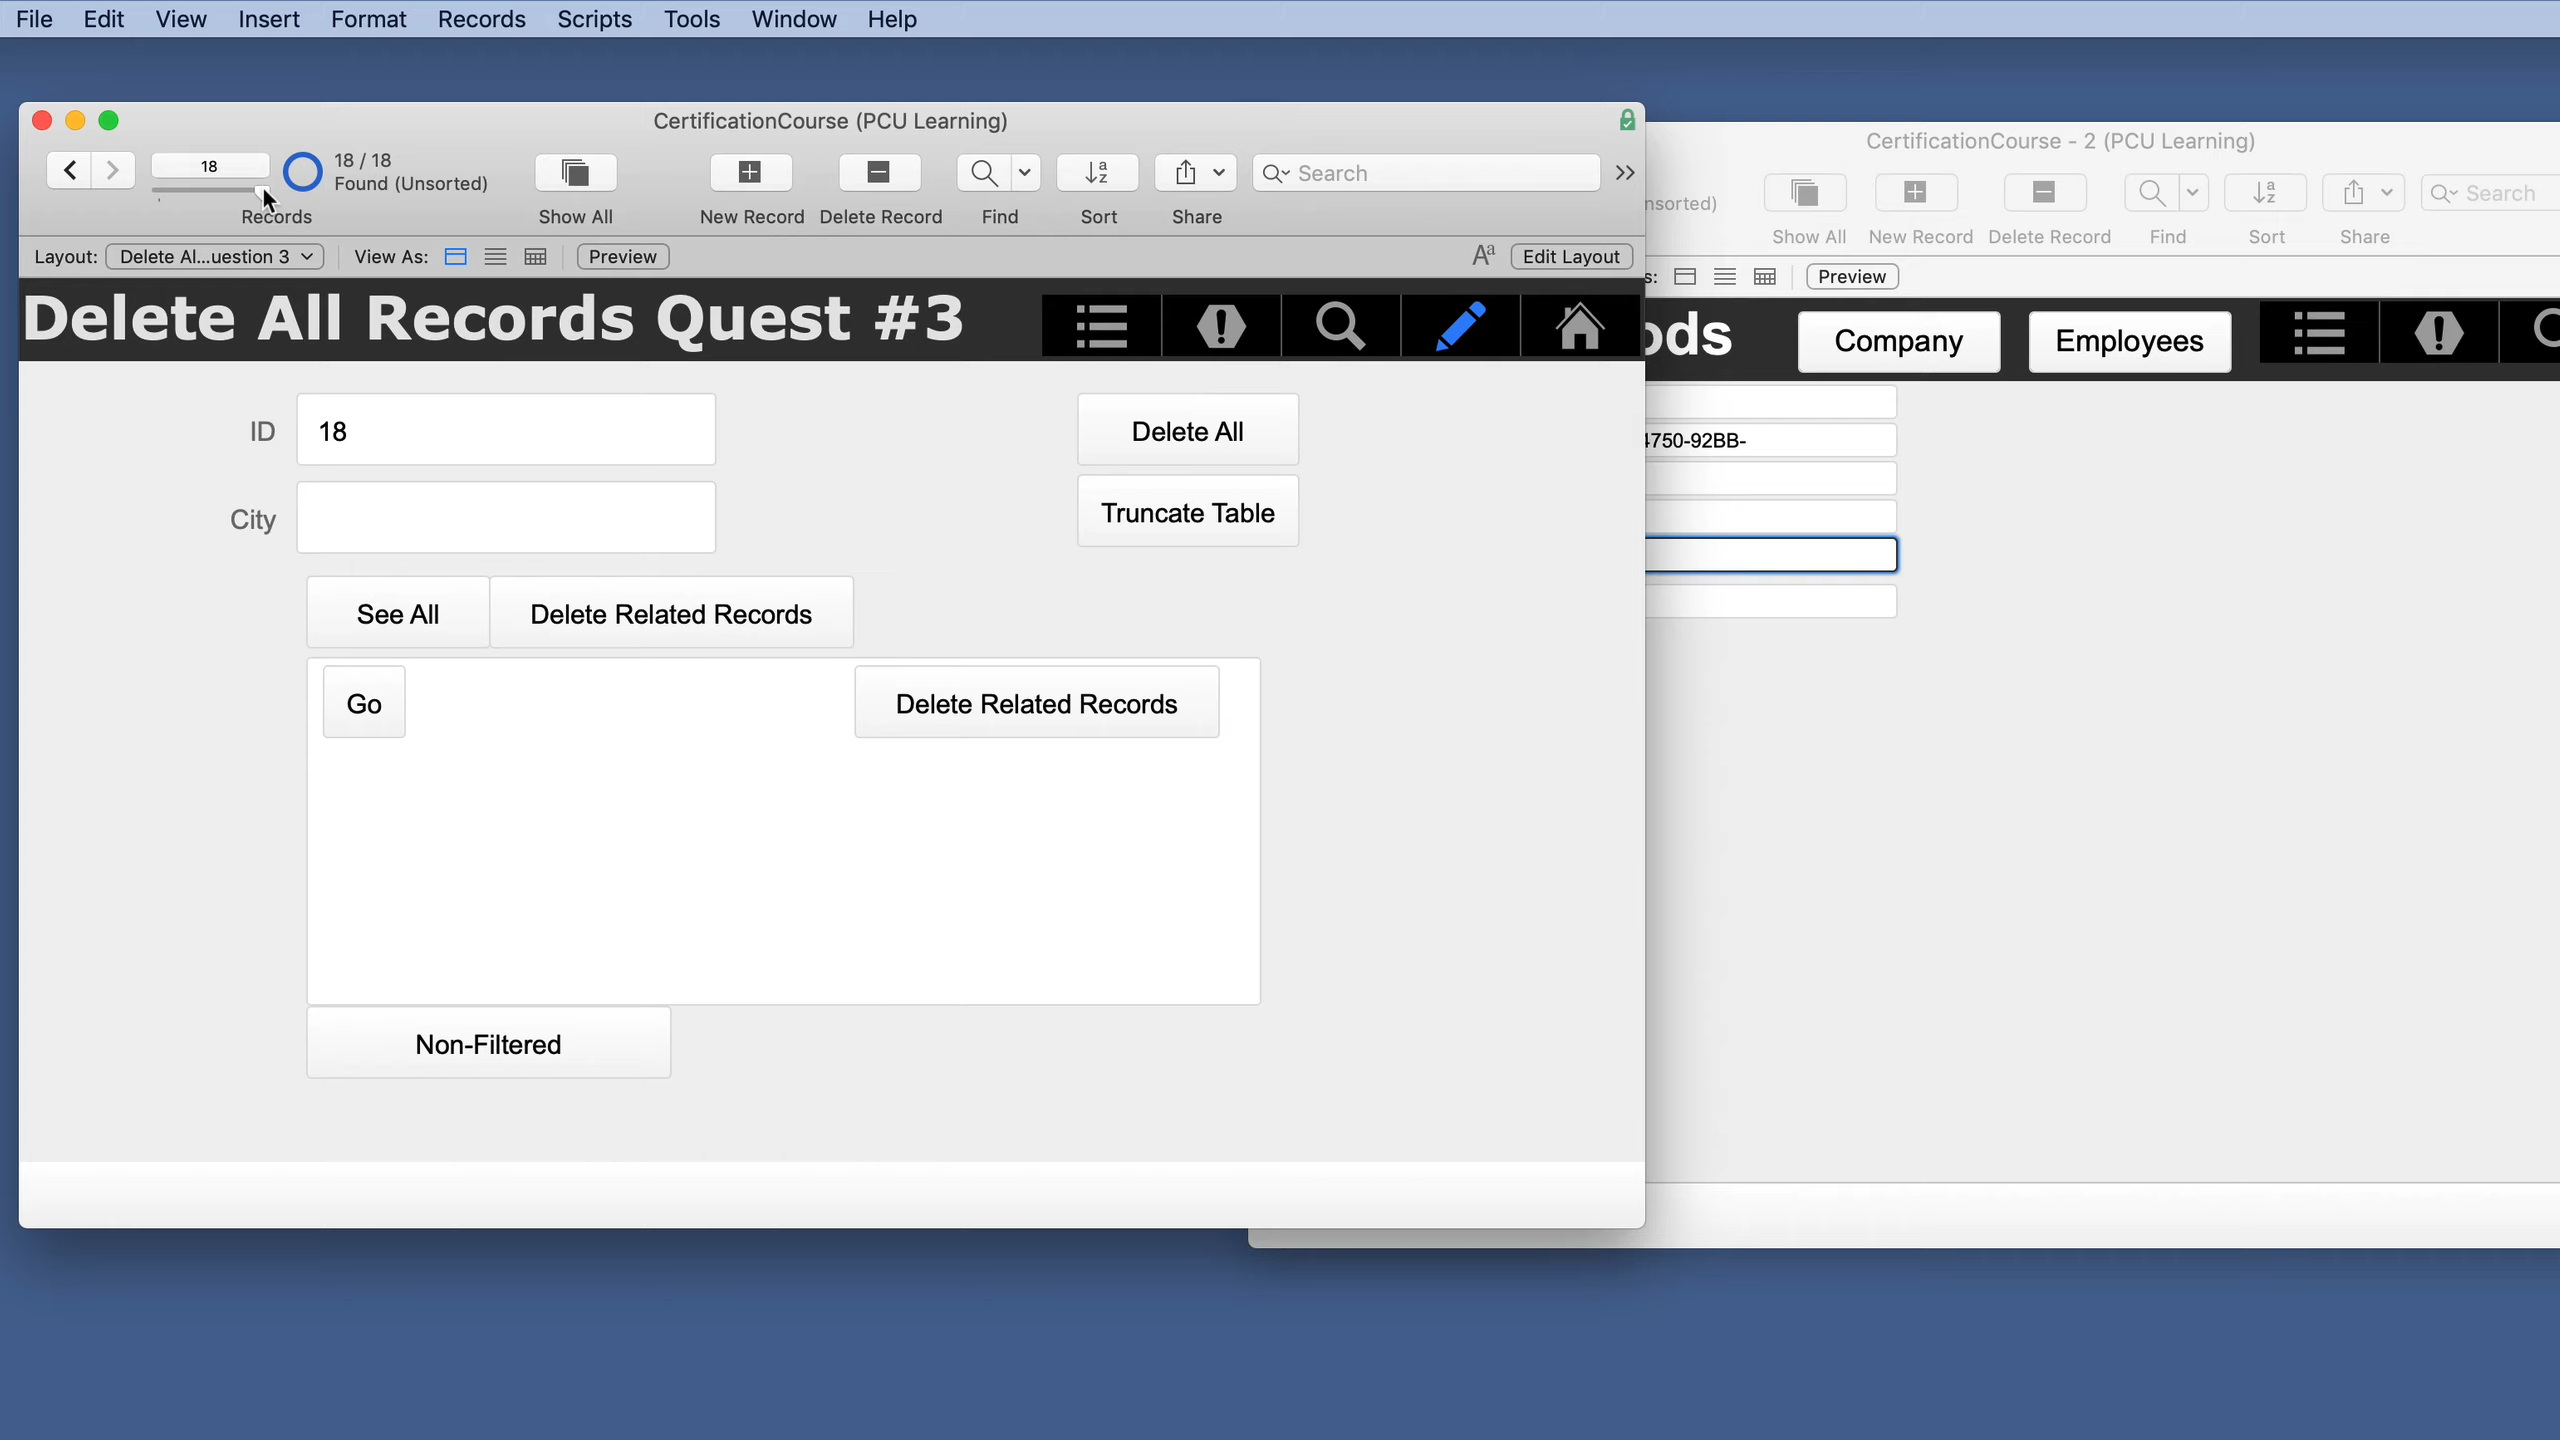 File Edit View Insert Format Records Scripts Tools Window Help
CertificationCourse (PCU Learning)
18
18 / 18
Found (Unsorted)
Records
Show All
New Record
Delete Record
Find
Sort
Share
Search
Layout: Delete Al...uestion 3
View As:
Preview
Aa
Edit Layout
Delete All Records Quest #3
ID
18
City
Delete All
Truncate Table
See All
Delete Related Records
Go
Delete Related Records
Non-Filtered
CertificationCourse - 2 (PCU Learning)
nsorted)
Show All
New Record
Delete Record
Find
Sort
Share
Search
s:
Preview
ods
Company
Employees
4750-92BB-